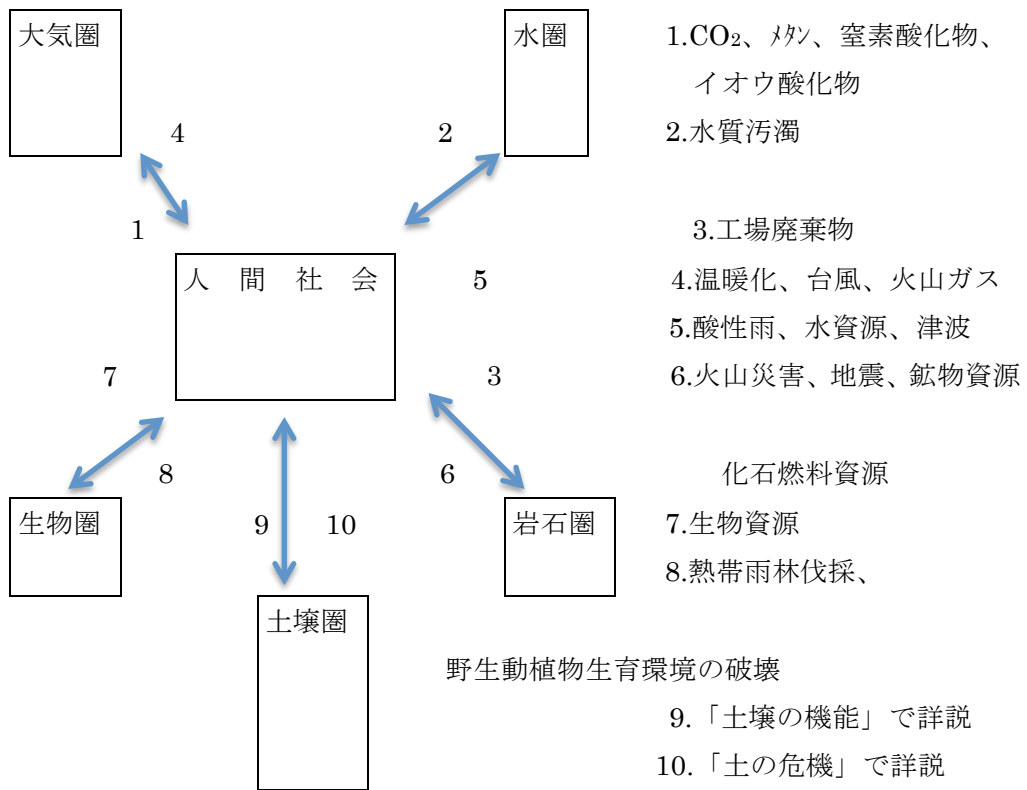 大気圏
水圏
1.CO₂、ﾒﾀﾝ、窒素酸化物、
イオウ酸化物
4
2
2.水質汚濁
1
3.工場廃棄物
人 間 社 会
5
4.温暖化、台風、火山ガス
5.酸性雨、水資源、津波
7
3
6.火山災害、地震、鉱物資源
8
6
化石燃料資源
生物圏
9
10
岩石圏
7.生物資源
8.熱帯雨林伐採、
土壌圏
野生動植物生育環境の破壊
9.「土壌の機能」で詳説
10.「土の危機」で詳説